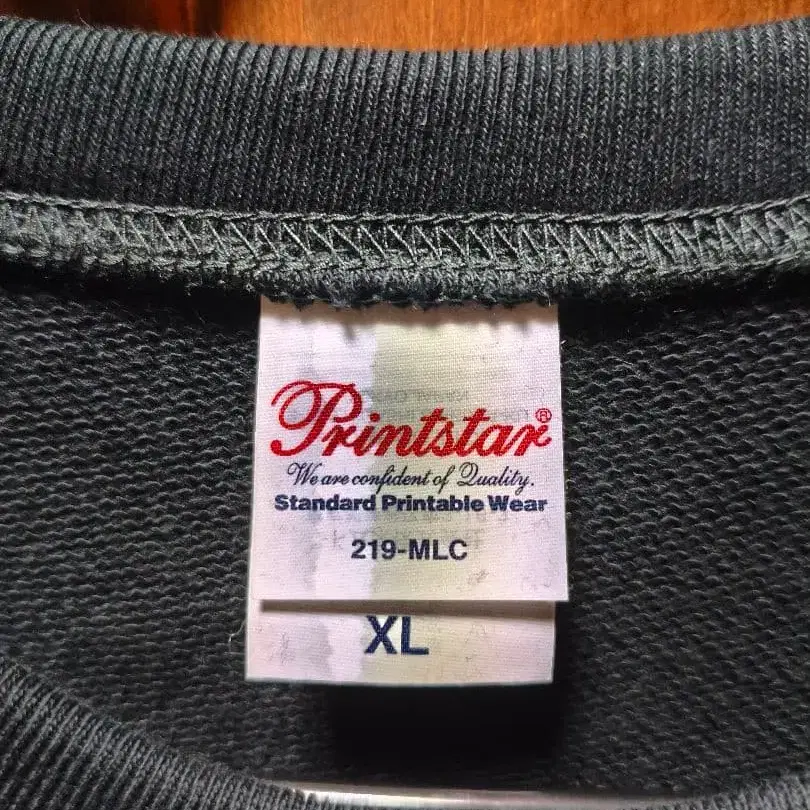 Printstar®
We are confident of Quality.
Standard Printable Wear
219-MLC
XL